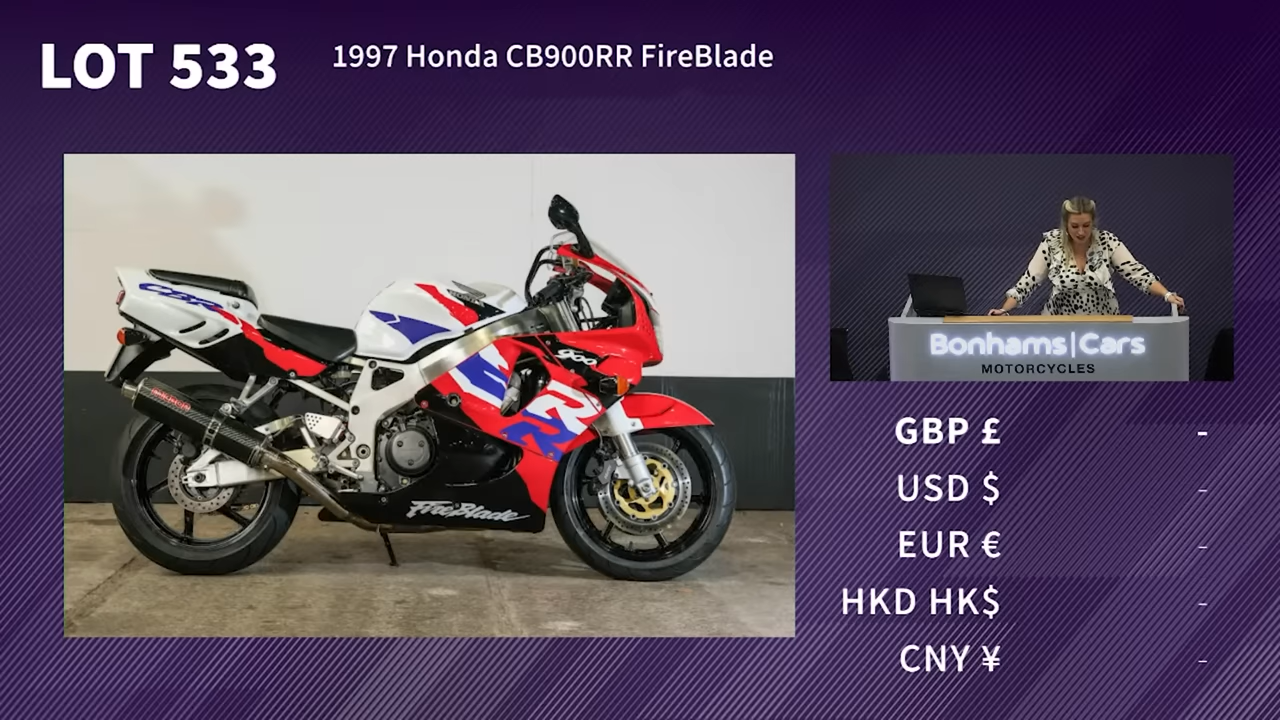 LOT 533
1997 Honda CB900RR FireBlade
CBR
900
RR
FireBlade
Bonhams|Cars
MOTORCYCLES
GBP £ -
USD $ -
EUR € -
HKD HK$ -
CNY ¥ -